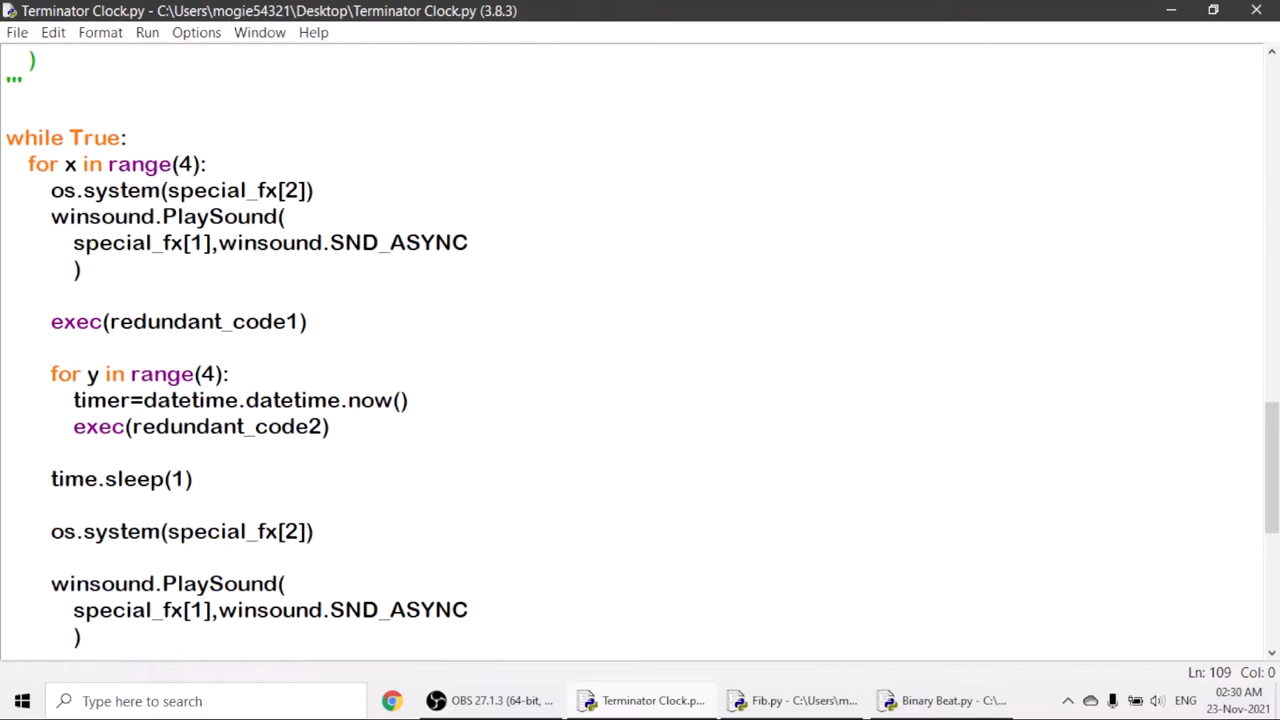 Terminator Clock.py - C:\Users\mogie54321\Desktop\Terminator Clock.py (3.8.3)
File Edit Format Run Options Window Help
)
'''
while True:
for x in range(4):
os.system(special_fx[2])
winsound.PlaySound(
special_fx[1],winsound.SND_ASYNC
)
exec(redundant_code1)
for y in range(4):
timer=datetime.datetime.now()
exec(redundant_code2)
time.sleep(1)
os.system(special_fx[2])
winsound.PlaySound(
special_fx[1],winsound.SND_ASYNC
)
Ln: 109 Col: 0
Type here to search
OBS 27.1.3 (64-bit, ...
Terminator Clock.p...
Fib.py - C:\Users\m...
Binary Beat.py - C:\...
ENG
02:30 AM
23-Nov-2021